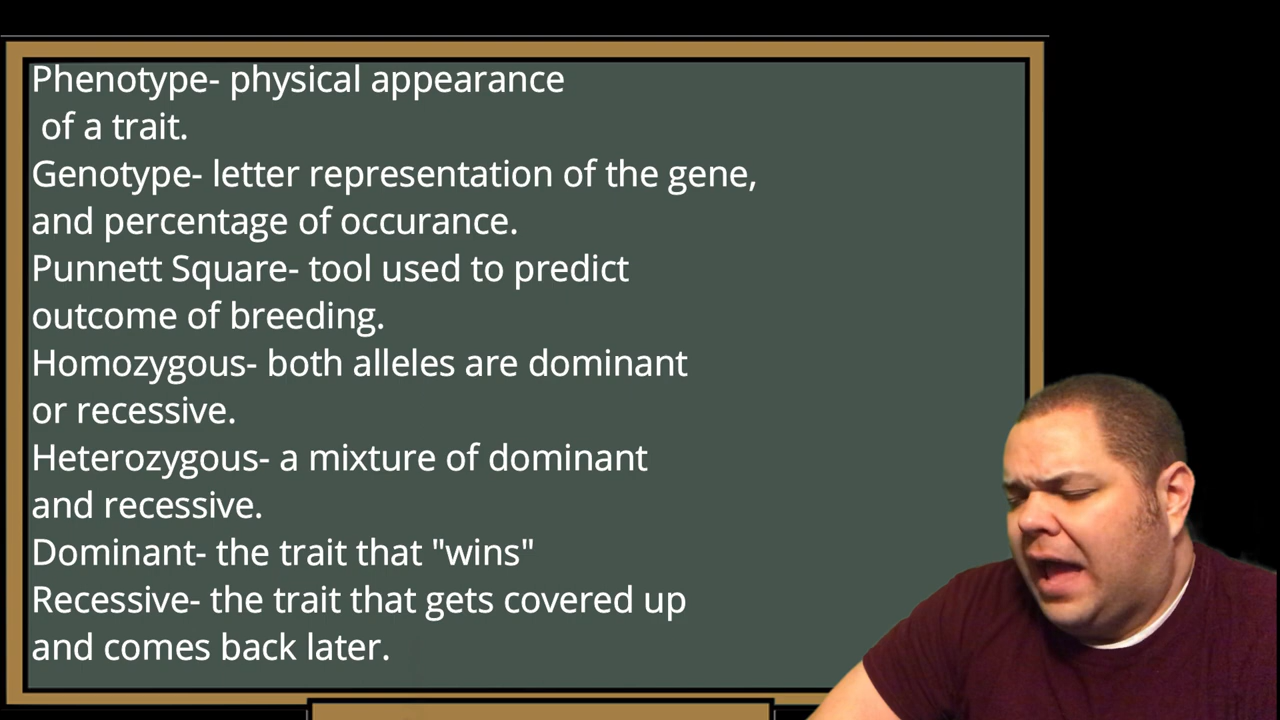 Phenotype- physical appearance
of a trait.
Genotype- letter representation of the gene,
and percentage of occurance.
Punnett Square- tool used to predict
outcome of breeding.
Homozygous- both alleles are dominant
or recessive.
Heterozygous- a mixture of dominant
and recessive.
Dominant- the trait that "wins"
Recessive- the trait that gets covered up
and comes back later.